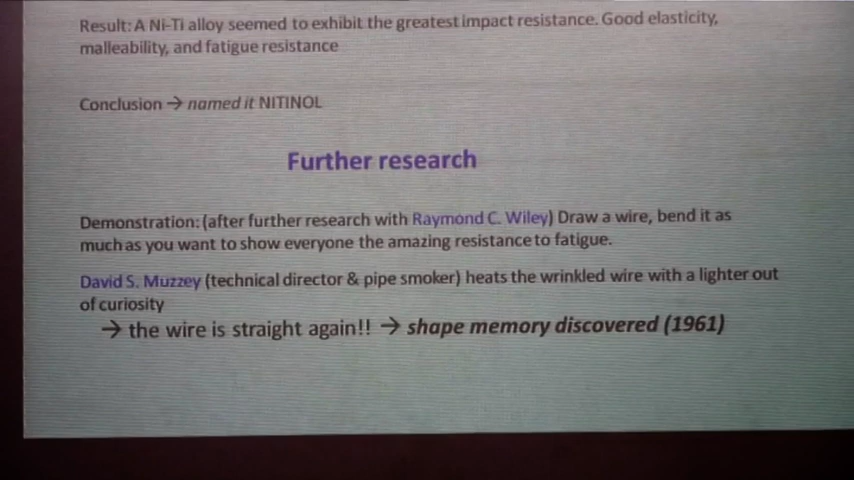 Result: A Ni-Ti alloy seemed to exhibit the greatest impact resistance. Good elasticity,
malleability, and fatigue resistance
Conclusion → named it NITINOL
Further research
Demonstration: (after further research with Raymond C. Wiley) Draw a wire, bend it as
much as you want to show everyone the amazing resistance to fatigue.
David S. Muzzey (technical director & pipe smoker) heats the wrinkled wire with a lighter out
of curiosity
→ the wire is straight again!! → shape memory discovered (1961)